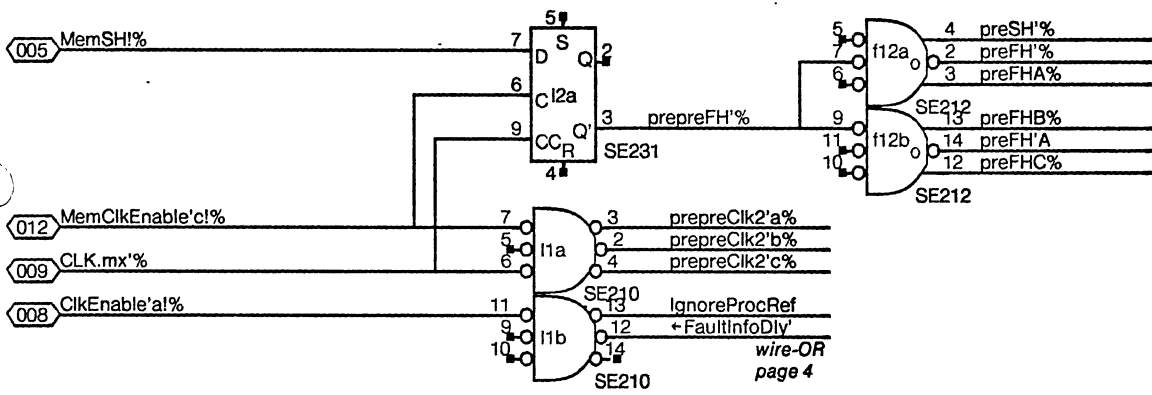 005 MemSH!%
7 D
5 S
Q 2
6 C
l2a
9 CC
R
4
Q' 3
SE231
prepreFH'%
5
7
6
f12a
o
4 preSH'%
2 preFH'%
3 preFHA%
SE212
9
11
10
f12b
o
13 preFHB%
14 preFH'A
12 preFHC%
SE212
012 MemClkEnable'c!%
009 CLK.mx'%
7
5
6
l1a
3 prepreClk2'a%
2 prepreClk2'b%
4 prepreClk2'c%
SE210
008 ClkEnable'a!%
11
9
10
l1b
13 IgnoreProcRef
12 ←FaultInfoDly'
14
wire-OR
page 4
SE210